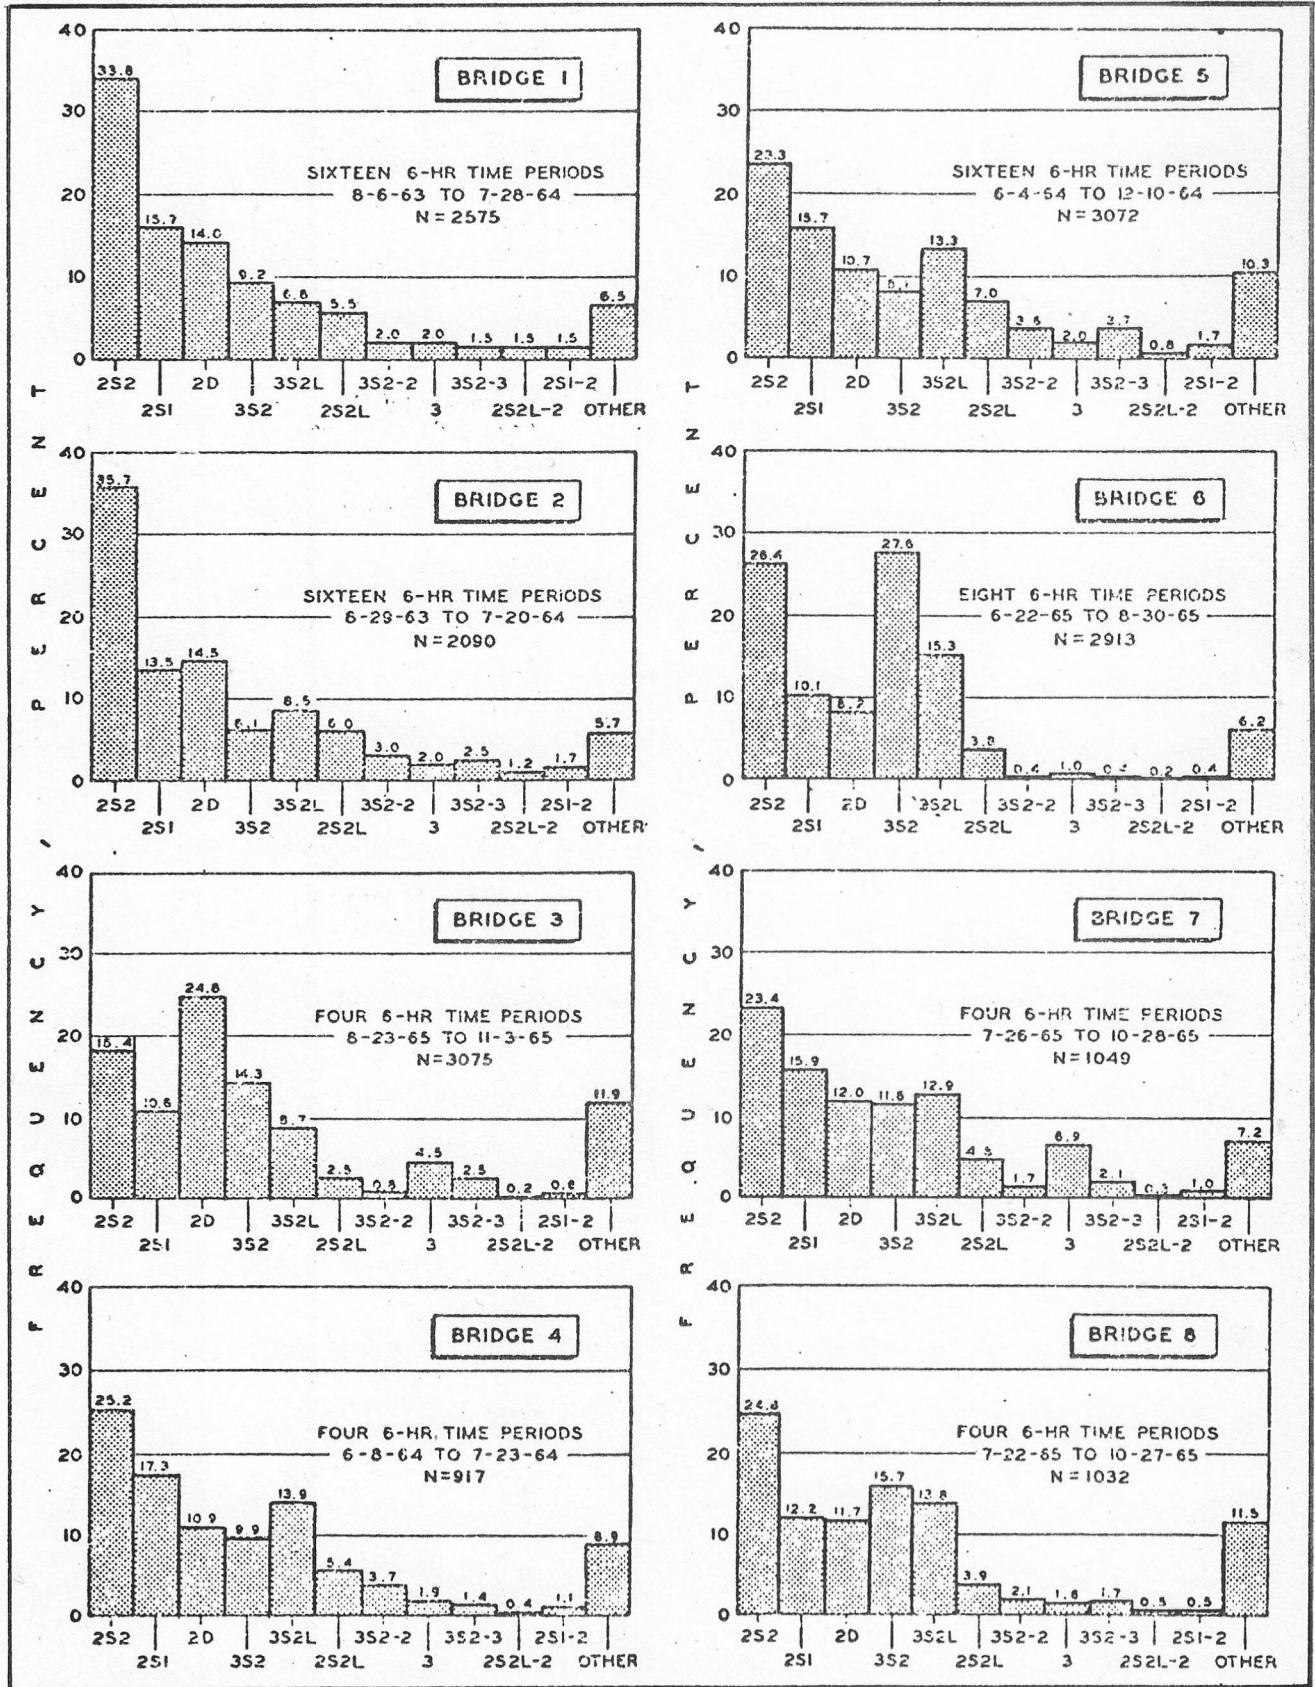 FREQUENCY, PERCENT
BRIDGE 1
SIXTEEN 6-HR TIME PERIODS
8-6-63 TO 7-28-64
N = 2575
40
30
20
10
0
33.8
15.7
14.0
9.2
6.8
5.5
2.0
2.0
1.5
1.5
1.5
6.5
2S2 2D 3S2L 3S2-2 3S2-3 2S1-2
2S1 3S2 2S2L 3 2S2L-2 OTHER
BRIDGE 2
SIXTEEN 6-HR TIME PERIODS
8-29-63 TO 7-20-64
N=2090
40
30
20
10
0
35.7
13.5
14.5
6.1
8.5
6.0
3.0
2.0
2.5
1.2
1.7
5.7
2S2 2D 3S2L 3S2-2 3S2-3 2S1-2
2S1 3S2 2S2L 3 2S2L-2 OTHER
BRIDGE 3
FOUR 6-HR TIME PERIODS
8-23-65 TO 11-3-65
N=3075
40
30
20
10
0
24.8
14.3
8.7
2.5
4.5
2.5
0.2
11.9
2S2 2D 3S2L 3S2-2 3S2-3 2S1-2
2S1 3S2 2S2L 3 2S2L-2 OTHER
BRIDGE 4
FOUR 6-HR TIME PERIODS
6-8-64 TO 7-23-64
N=917
40
30
20
10
0
25.2
17.3
10.9
9.9
13.9
5.4
3.7
1.9
1.4
0.4
1.1
8.9
2S2 2D 3S2L 3S2-2 3S2-3 2S1-2
2S1 3S2 2S2L 3 2S2L-2 OTHER
FREQUENCY, PERCENT
BRIDGE 5
SIXTEEN 6-HR TIME PERIODS
6-4-64 TO 12-10-64
N=3072
40
30
20
10
0
23.3
15.7
10.7
13.3
7.0
3.6
2.0
3.7
0.8
1.7
10.3
2S2 2D 3S2L 3S2-2 3S2-3 2S1-2
2S1 3S2 2S2L 3 2S2L-2 OTHER
BRIDGE 6
EIGHT 6-HR TIME PERIODS
6-22-65 TO 8-30-65
N=2913
40
30
20
10
0
26.4
10.1
8.2
27.6
15.3
3.8
0.4
1.0
0.2
0.4
6.2
2S2 2D 3S2L 3S2-2 3S2-3 2S1-2
2S1 3S2 2S2L 3 2S2L-2 OTHER
BRIDGE 7
FOUR 6-HR TIME PERIODS
7-26-65 TO 10-28-65
N=1049
40
30
20
10
0
23.4
15.9
12.0
11.6
12.9
4.5
1.7
6.9
2.1
0.3
1.0
7.2
2S2 2D 3S2L 3S2-2 3S2-3 2S1-2
2S1 3S2 2S2L 3 2S2L-2 OTHER
BRIDGE 8
FOUR 6-HR TIME PERIODS
7-22-65 TO 10-27-65
N=1032
40
30
20
10
0
24.8
12.2
11.7
15.7
13.8
3.9
2.1
1.6
1.7
0.5
0.5
11.5
2S2 2D 3S2L 3S2-2 3S2-3 2S1-2
2S1 3S2 2S2L 3 2S2L-2 OTHER